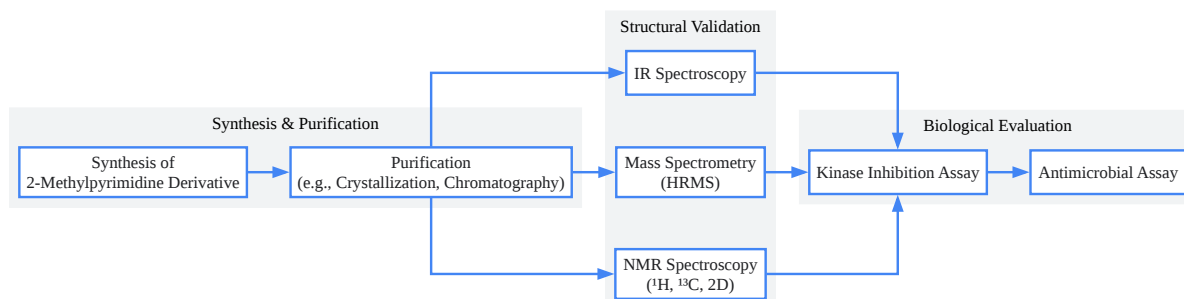 Structural Validation
IR Spectroscopy
Synthesis & Purification
Biological Evaluation
Synthesis of
2-Methylpyrimidine Derivative
Purification
(e.g., Crystallization, Chromatography)
Mass Spectrometry
(HRMS)
Kinase Inhibition Assay
Antimicrobial Assay
NMR Spectroscopy
(¹H, ¹³C, 2D)